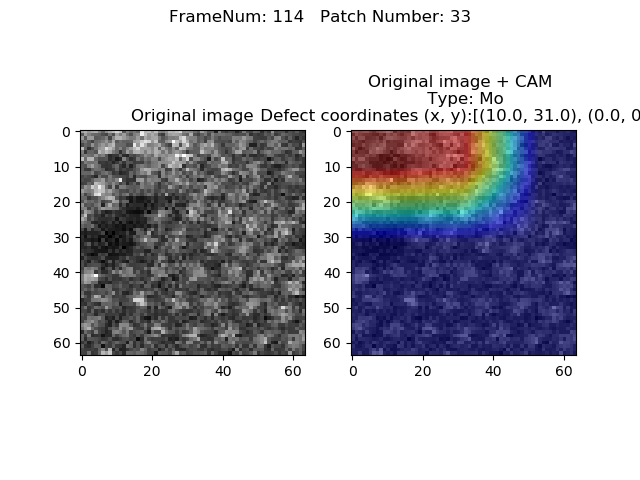 FrameNum: 114   Patch Number: 33
Original image + CAM
Type: Mo
Original image
Defect coordinates (x, y):[(10.0, 31.0), (0.0, 0
0
10
20
30
40
50
60
0 20 40 60
0
10
20
30
40
50
60
0 20 40 60